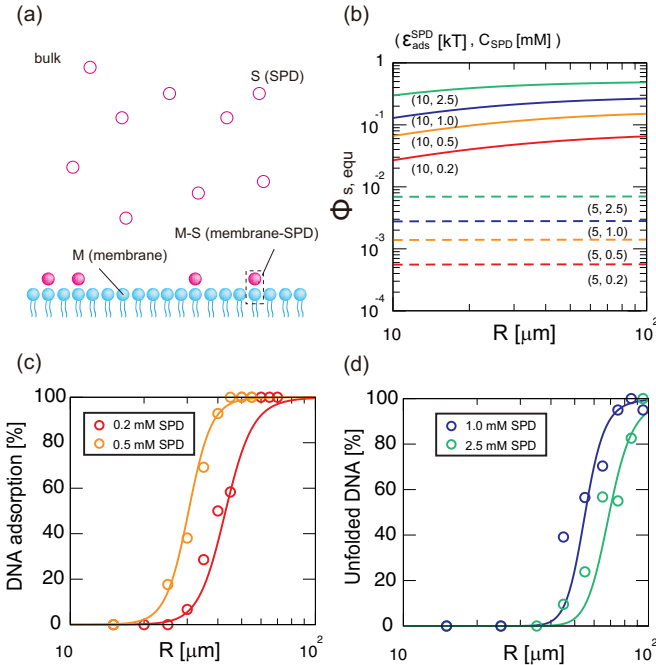 (a)
bulk
S (SPD)
M-S (membrane-SPD)
M (membrane)
(b)
( ε_ads^SPD [kT] , C_SPD [mM] )
Φ_s, equ
10^0
10^-1
10^-2
10^-3
10^-4
(10, 2.5)
(10, 1.0)
(10, 0.5)
(10, 0.2)
(5, 2.5)
(5, 1.0)
(5, 0.5)
(5, 0.2)
10
R [μm]
10^2
(c)
DNA adsorption [%]
100
80
60
40
20
0
0.2 mM SPD
0.5 mM SPD
10
R [μm]
10^2
(d)
Unfolded DNA [%]
100
80
60
40
20
0
1.0 mM SPD
2.5 mM SPD
10
R [μm]
10^2